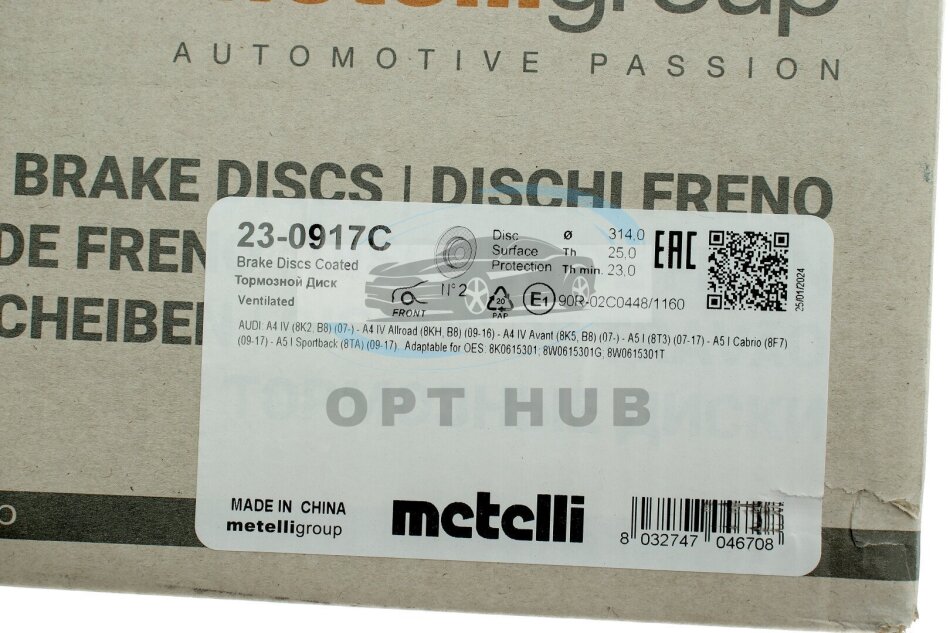 metelligroup
AUTOMOTIVE PASSION
BRAKE DISCS | DISCHI FRENO
DE FREN
SCHEIBEN
23-0917C
Brake Discs Coated
Тормозной Диск
Ventilated
Disc Ø 314.0
Surface Th 25.0
Protection Th min. 23.0
EAC
25/01/2024
FRONT
N° 2
20
PAP
E1 90R-02C0448/1160
AUDI: A4 IV (8K2, B8) (07-) - A4 IV Allroad (8KH, B8) (09-16) - A4 IV Avant (8K5, B8) (07-) - A5 I (8T3) (07-17) - A5 I Cabrio (8F7)
(09-17) - A5 I Sportback (8TA) (09-17). Adaptable for OES: 8K0615301; 8W0615301G; 8W0615301T
OPT HUB
MADE IN CHINA
metelligroup
metelli
8 032747 046708